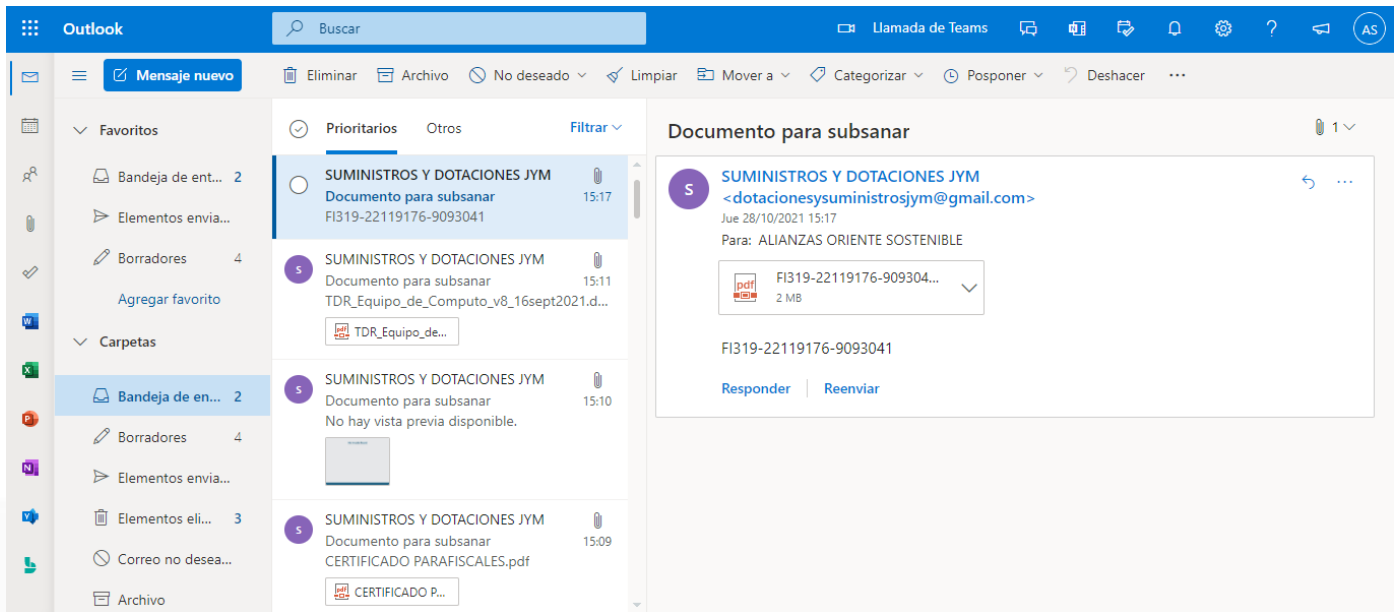 Outlook
Buscar
Llamada de Teams
AS
Mensaje nuevo
Eliminar
Archivo
No deseado
Limpiar
Mover a
Categorizar
Posponer
Deshacer
Favoritos
Bandeja de ent... 2
Elementos envia...
Borradores 4
Agregar favorito
Carpetas
Bandeja de en... 2
Borradores 4
Elementos envia...
Elementos eli... 3
Correo no desea...
Archivo
Prioritarios Otros Filtrar
SUMINISTROS Y DOTACIONES JYM
Documento para subsanar 15:17
FI319-22119176-9093041
S
SUMINISTROS Y DOTACIONES JYM
Documento para subsanar 15:11
TDR_Equipo_de_Computo_v8_16sept2021.d...
pdf TDR_Equipo_de...
S
SUMINISTROS Y DOTACIONES JYM
Documento para subsanar 15:10
No hay vista previa disponible.
S
SUMINISTROS Y DOTACIONES JYM
Documento para subsanar 15:09
CERTIFICADO PARAFISCALES.pdf
pdf CERTIFICADO P...
Documento para subsanar 1
S
SUMINISTROS Y DOTACIONES JYM
<dotacionesysuministrosjym@gmail.com>
Jue 28/10/2021 15:17
Para: ALIANZAS ORIENTE SOSTENIBLE
pdf
FI319-22119176-909304...
2 MB
FI319-22119176-9093041
Responder Reenviar